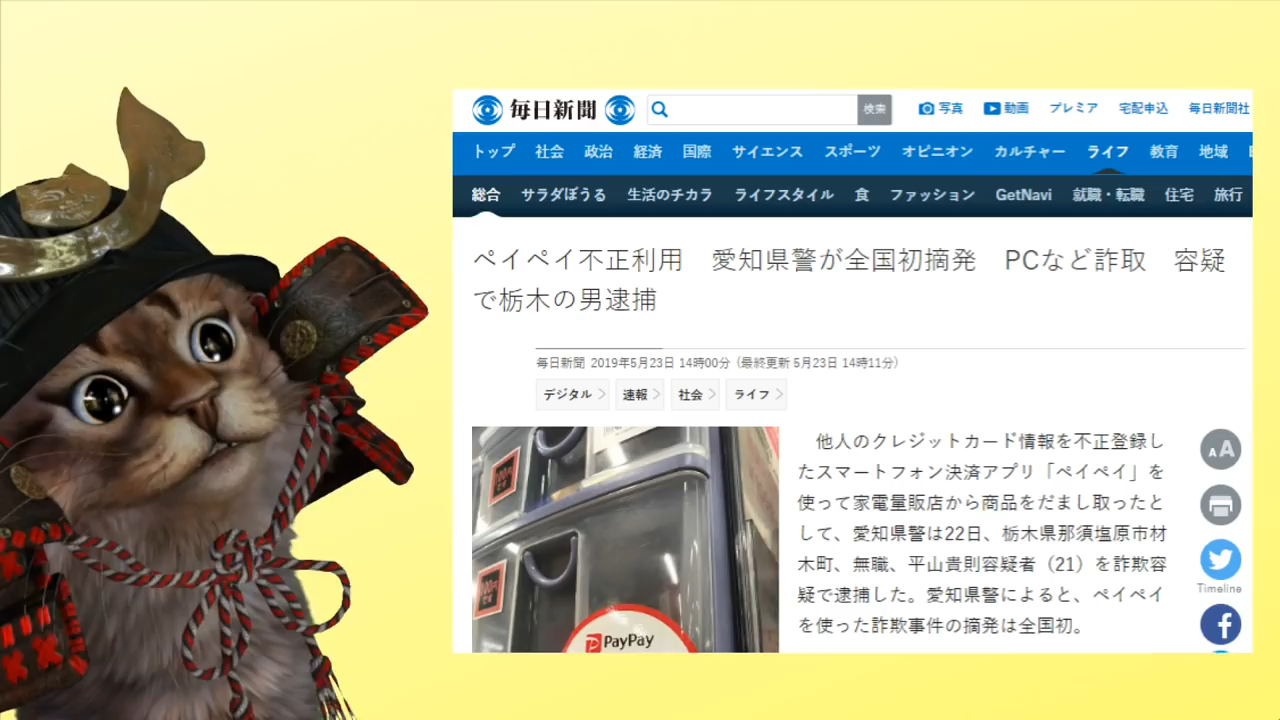 毎日新聞
検索
写真 動画 プレミア 宅配申込 毎日新聞社
トップ 社会 政治 経済 国際 サイエンス スポーツ オピニオン カルチャー ライフ 教育 地域
総合 サラダぼうる 生活のチカラ ライフスタイル 食 ファッション GetNavi 就職・転職 住宅 旅行
ペイペイ不正利用　愛知県警が全国初摘発　PCなど詐取　容疑
で栃木の男逮捕
毎日新聞 2019年5月23日 14時00分（最終更新 5月23日 14時11分）
デジタル 速報 社会 ライフ
他人のクレジットカード情報を不正登録し
たスマートフォン決済アプリ「ペイペイ」を
使って家電量販店から商品をだまし取ったと
して、愛知県警は22日、栃木県那須塩原市材
木町、無職、平山貴則容疑者（21）を詐欺容
疑で逮捕した。愛知県警によると、ペイペイ
を使った詐欺事件の摘発は全国初。
AA
Timeline
PayPay